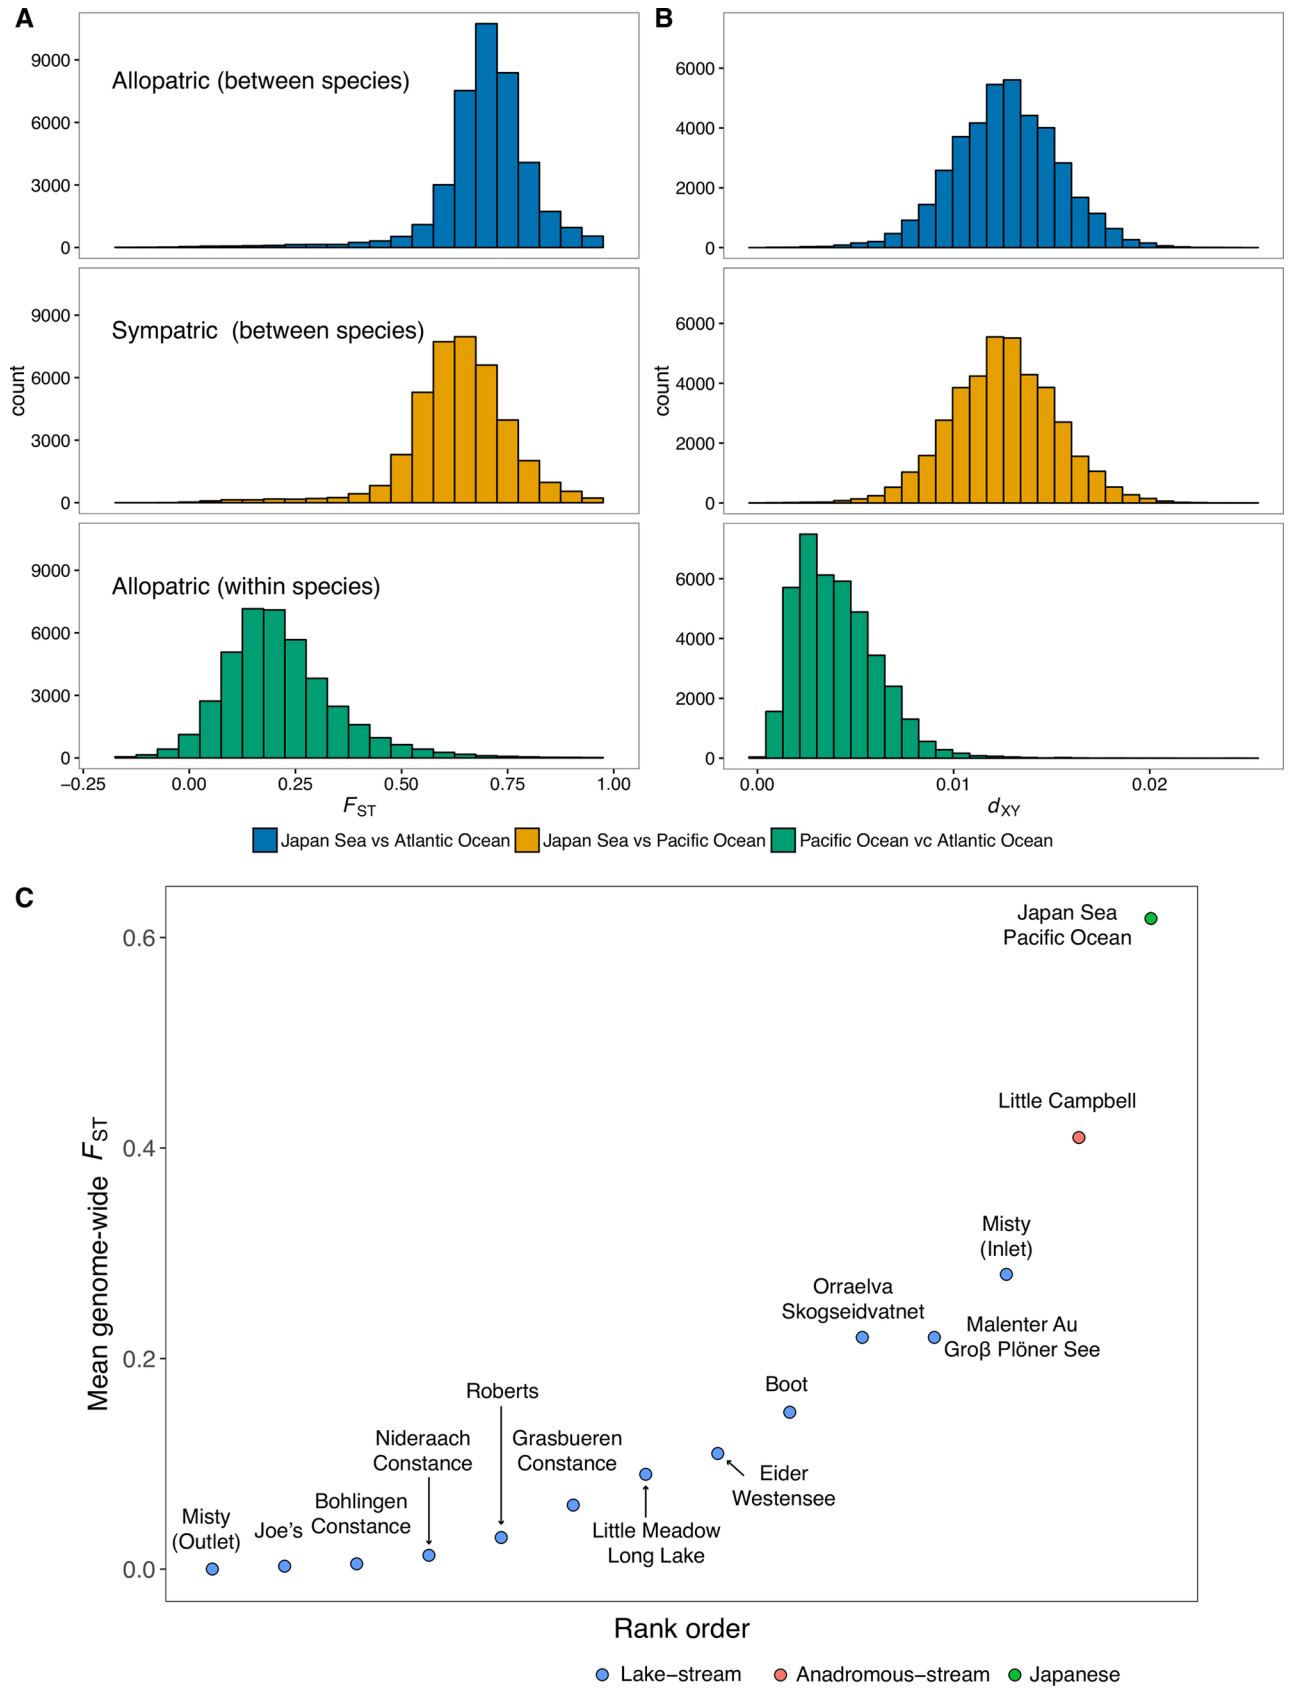 A
B
9000
6000
3000
0
Allopatric (between species)
6000
4000
2000
0
count
9000
6000
3000
0
Sympatric (between species)
count
6000
4000
2000
0
9000
6000
3000
0
Allopatric (within species)
6000
4000
2000
0
−0.25 0.00 0.25 0.50 0.75 1.00
FST
0.00 0.01 0.02
dXY
Japan Sea vs Atlantic Ocean Japan Sea vs Pacific Ocean Pacific Ocean vc Atlantic Ocean
C
Mean genome-wide FST
0.6
0.4
0.2
0.0
Japan Sea
Pacific Ocean
Little Campbell
Misty
(Inlet)
Orraelva
Skogseidvatnet
Malenter Au
Groβ Plöner See
Boot
Roberts
Nideraach
Constance
Grasbueren
Constance
Eider
Westensee
Bohlingen
Constance
Misty
(Outlet)
Joe's
Little Meadow
Long Lake
Rank order
Lake−stream Anadromous−stream Japanese